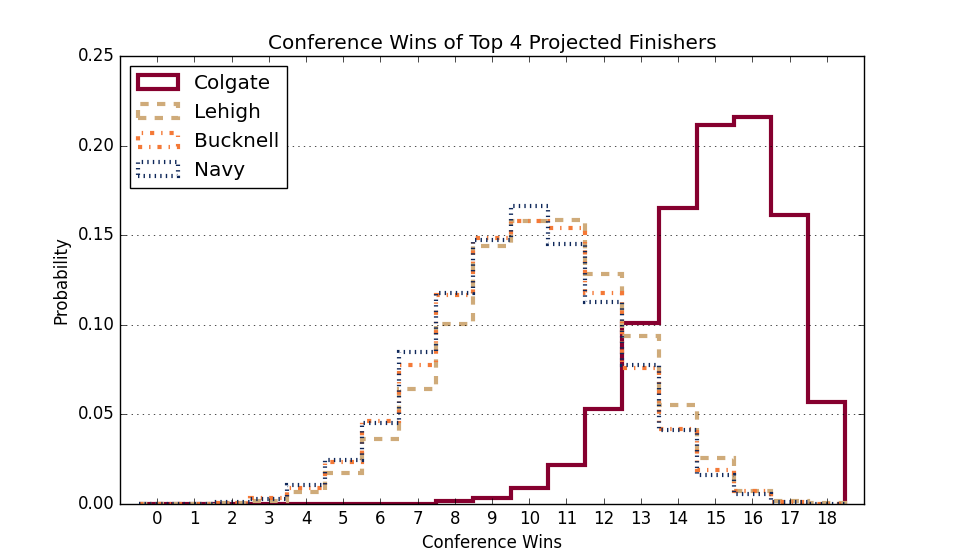 Conference Wins of Top 4 Projected Finishers
0.25
0.20
0.15
0.10
0.05
0.00
Probability
Colgate
Lehigh
Bucknell
Navy
0 1 2 3 4 5 6 7 8 9 10 11 12 13 14 15 16 17 18
Conference Wins